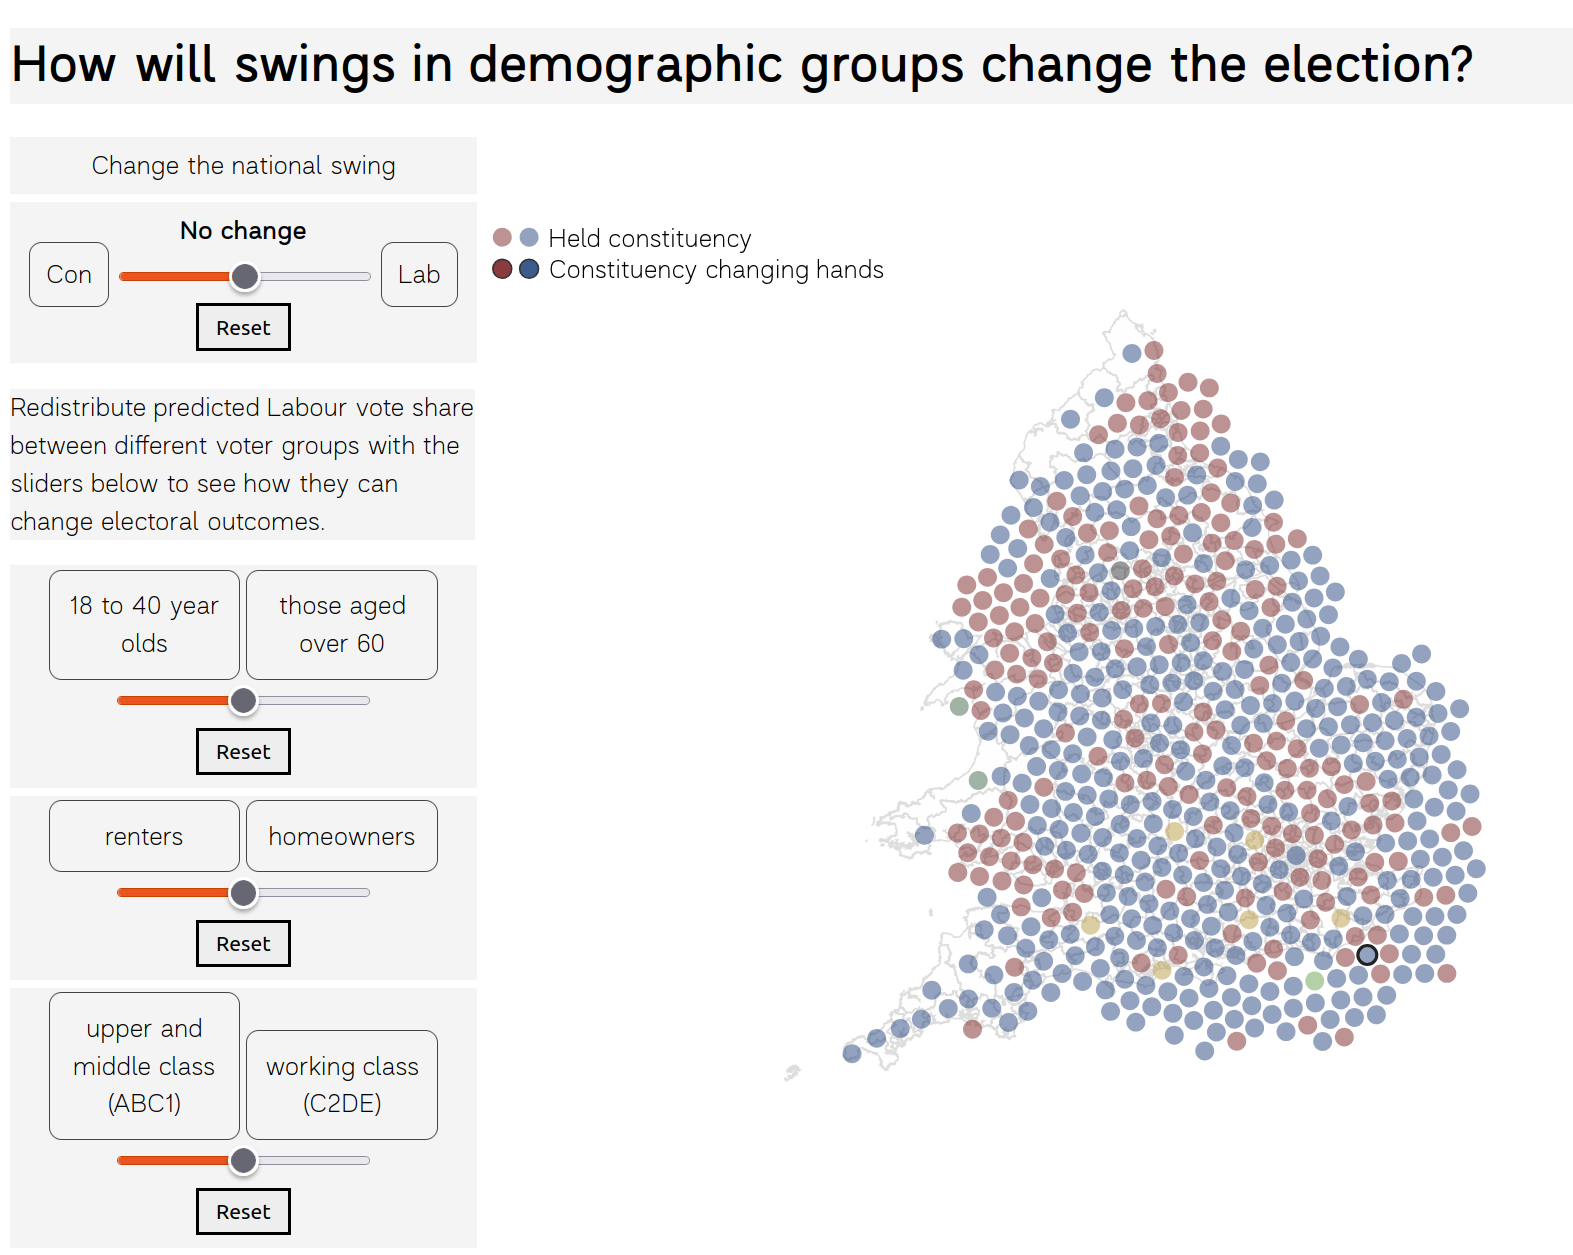 How will swings in demographic groups change the election?
Change the national swing
No change
Con
Lab
Reset
Held constituency
Constituency changing hands
Redistribute predicted Labour vote share
between different voter groups with the
sliders below to see how they can
change electoral outcomes.
18 to 40 year
olds
those aged
over 60
Reset
renters
homeowners
Reset
upper and
middle class
(ABC1)
working class
(C2DE)
Reset